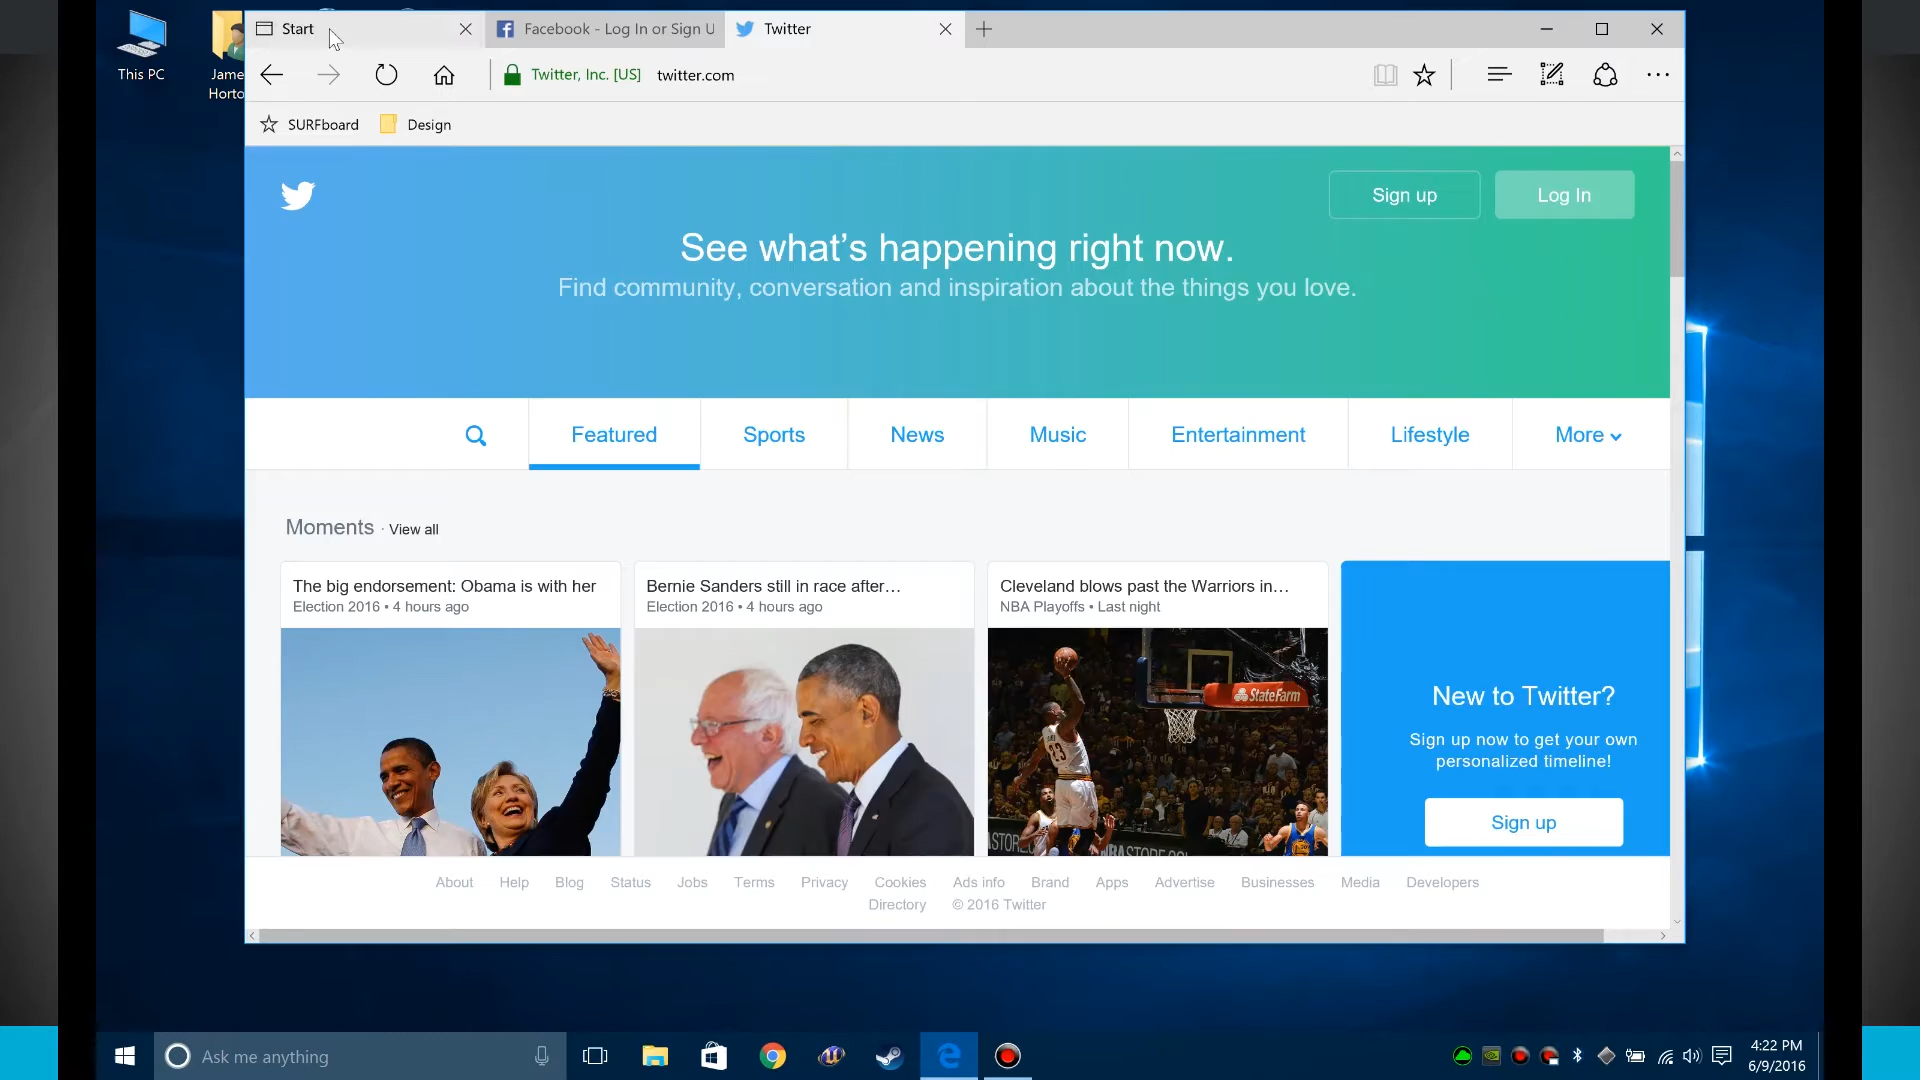 This PC
Jame
Horto
Start
Facebook - Log In or Sign U
Twitter
Twitter, Inc. [US] twitter.com
SURFboard
Design
Sign up
Log In
See what's happening right now.
Find community, conversation and inspiration about the things you love.
Featured
Sports
News
Music
Entertainment
Lifestyle
More
Moments · View all
The big endorsement: Obama is with her
Election 2016 • 4 hours ago
Bernie Sanders still in race after…
Election 2016 • 4 hours ago
Cleveland blows past the Warriors in…
NBA Playoffs • Last night
StateFarm
23
New to Twitter?
Sign up now to get your own
personalized timeline!
Sign up
About Help Blog Status Jobs Terms Privacy Cookies Ads info Brand Apps Advertise Businesses Media Developers
Directory © 2016 Twitter
Ask me anything
4:22 PM
6/9/2016